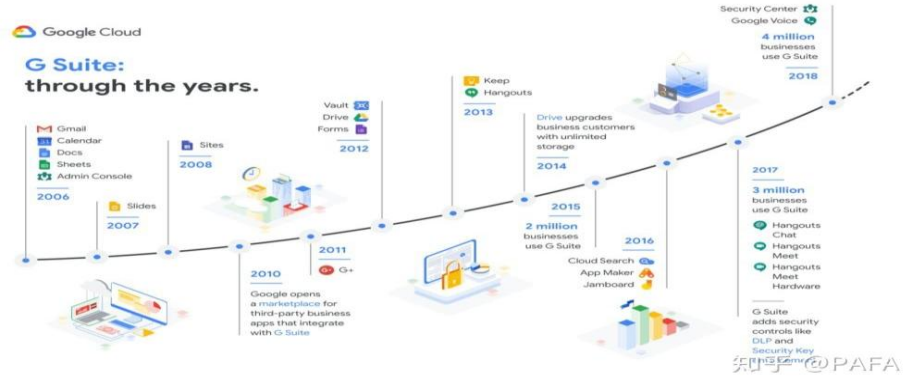 Google Cloud
G Suite:
through the years.
Gmail
Calendar
Docs
Sheets
Admin Console
2006
Slides
2007
Sites
2008
2010
Google opens
a marketplace for
third-party business
apps that integrate
with G Suite
2011
G+
Vault
Drive
Forms
2012
Keep
Hangouts
2013
Drive upgrades
business customers
with unlimited
storage
2014
2015
2 million
businesses
use G Suite
2016
Cloud Search
App Maker
Jamboard
2017
3 million
businesses
use G Suite
Hangouts
Chat
Hangouts
Meet
Hangouts
Meet
Hardware
G Suite
adds security
controls like
DLP and
Security Key
Security Center
Google Voice
4 million
businesses
use G Suite
2018
知乎 @PAFA